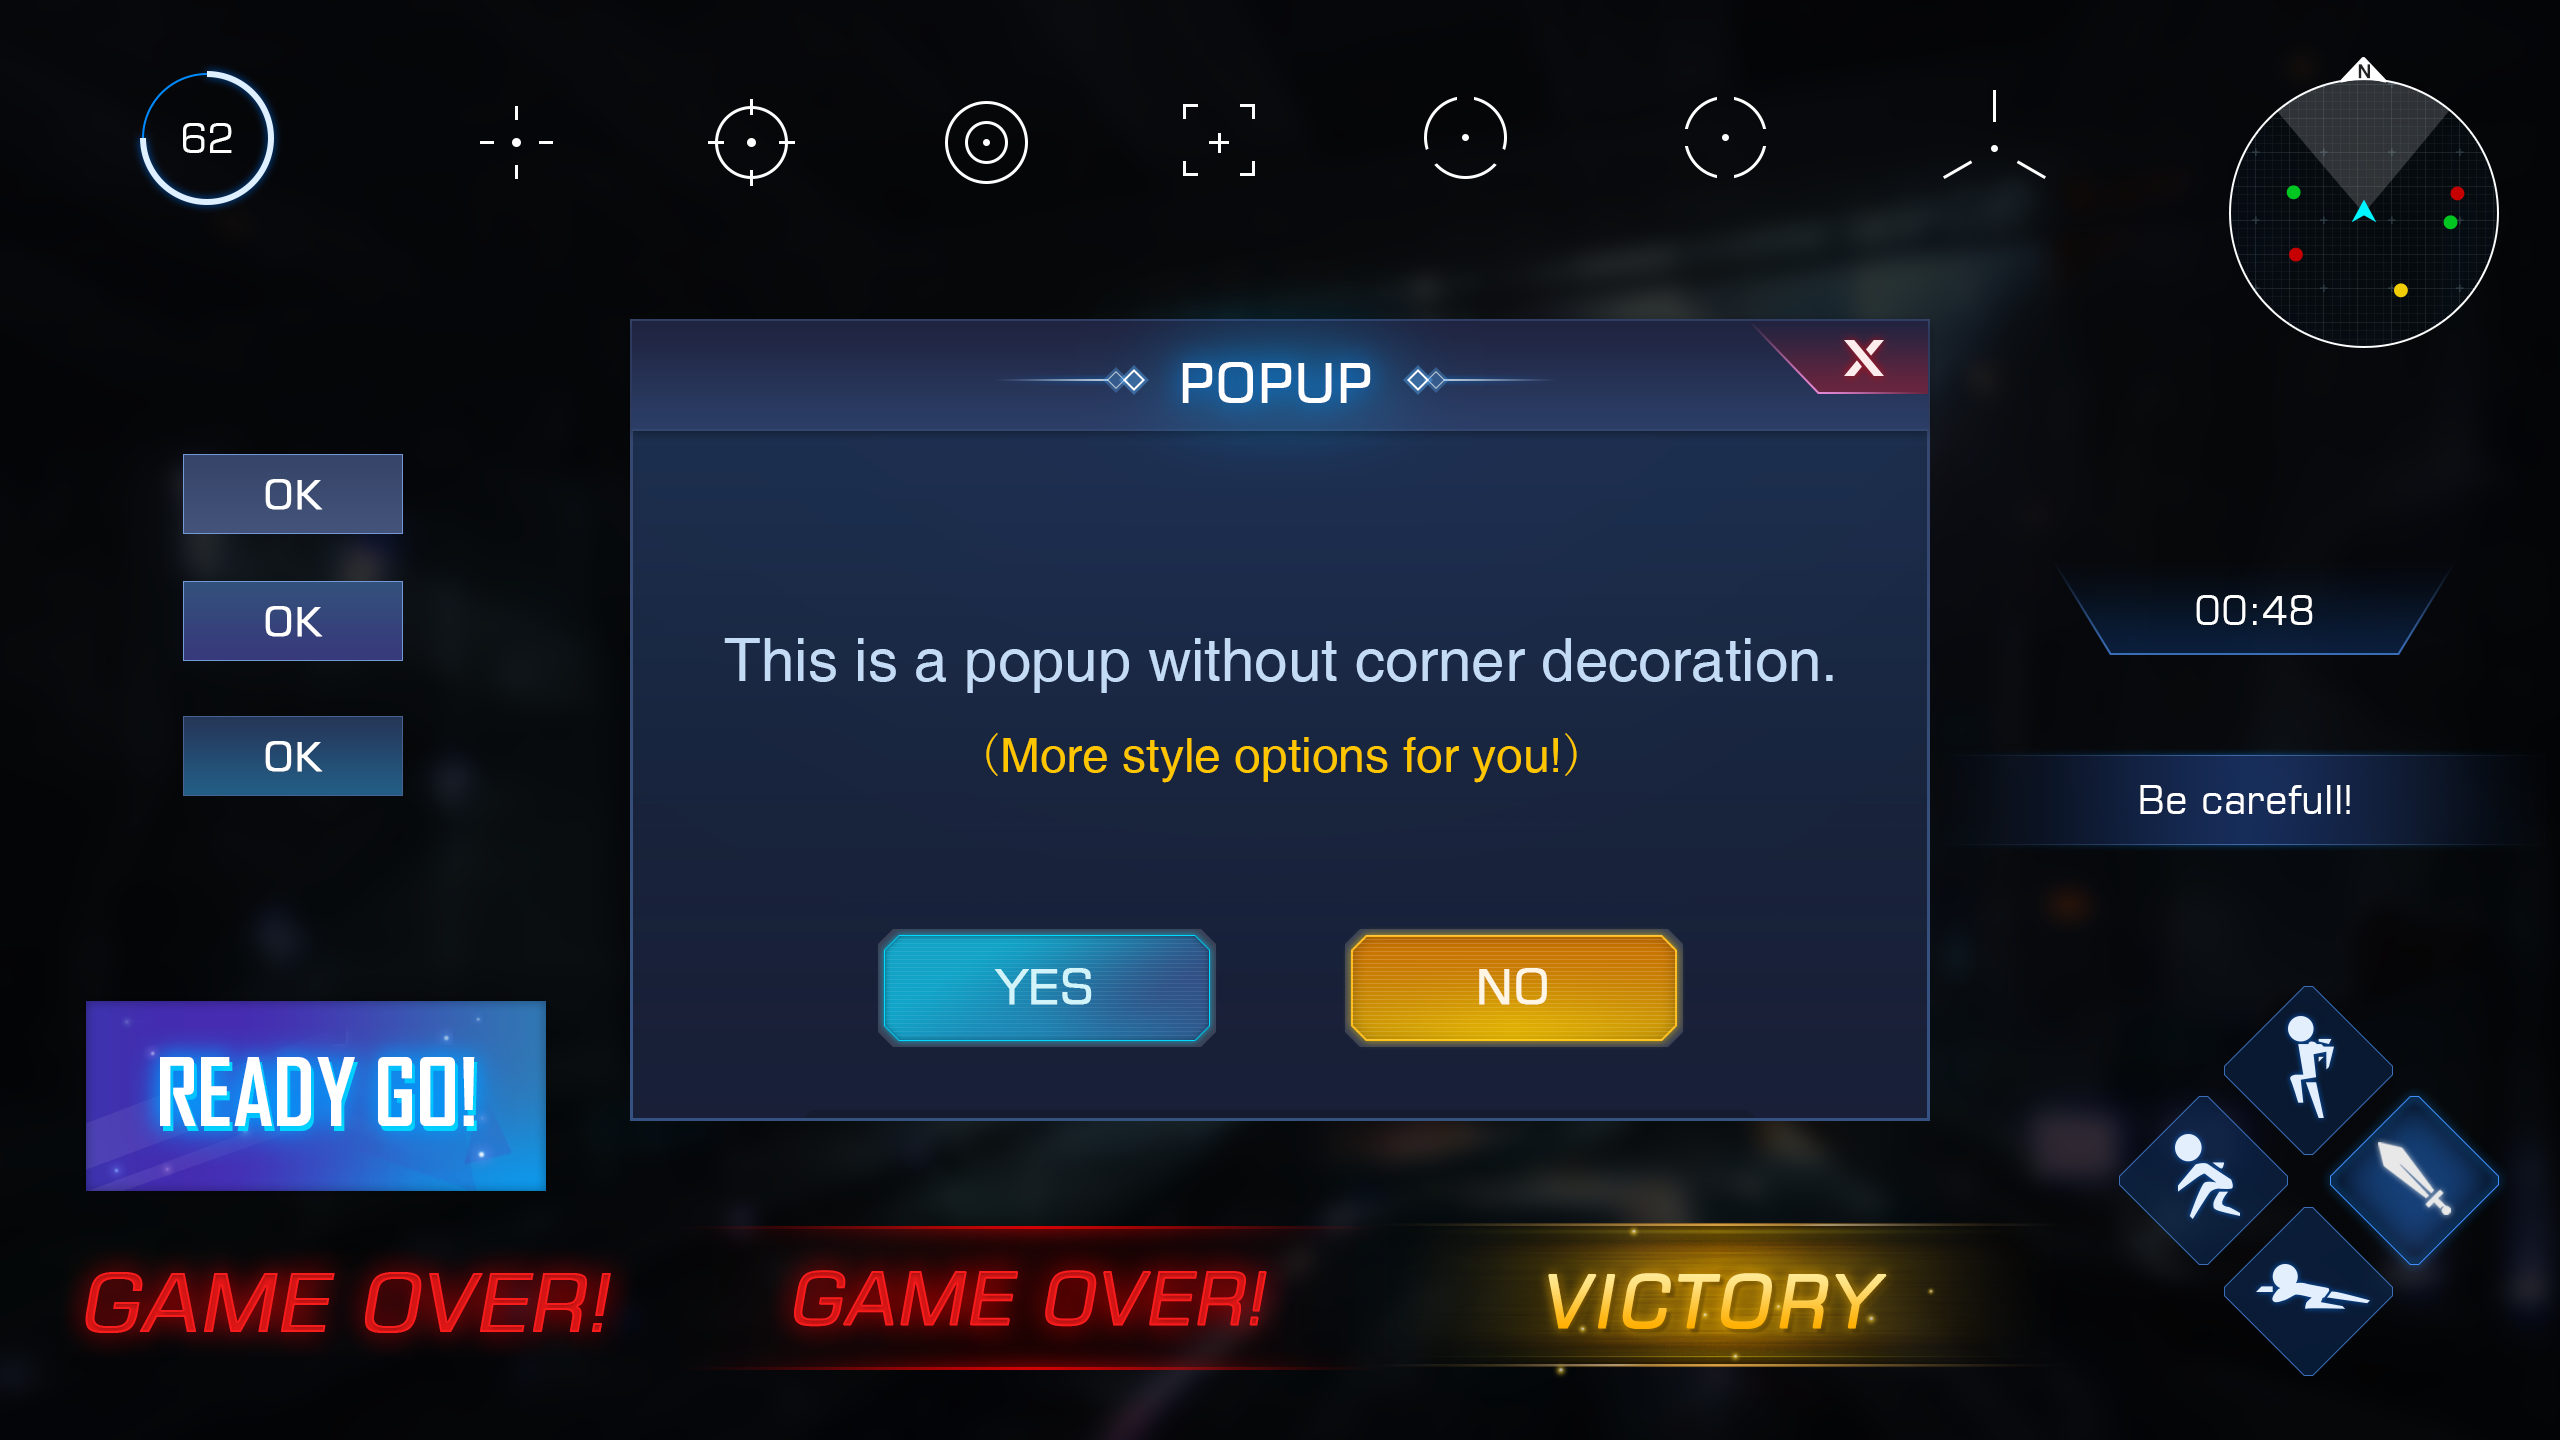 62
N
POPUP
X
OK
OK
OK
This is a popup without corner decoration.
（More style options for you!）
YES
NO
00:48
Be carefull!
READY GO!
GAME OVER!
GAME OVER!
VICTORY